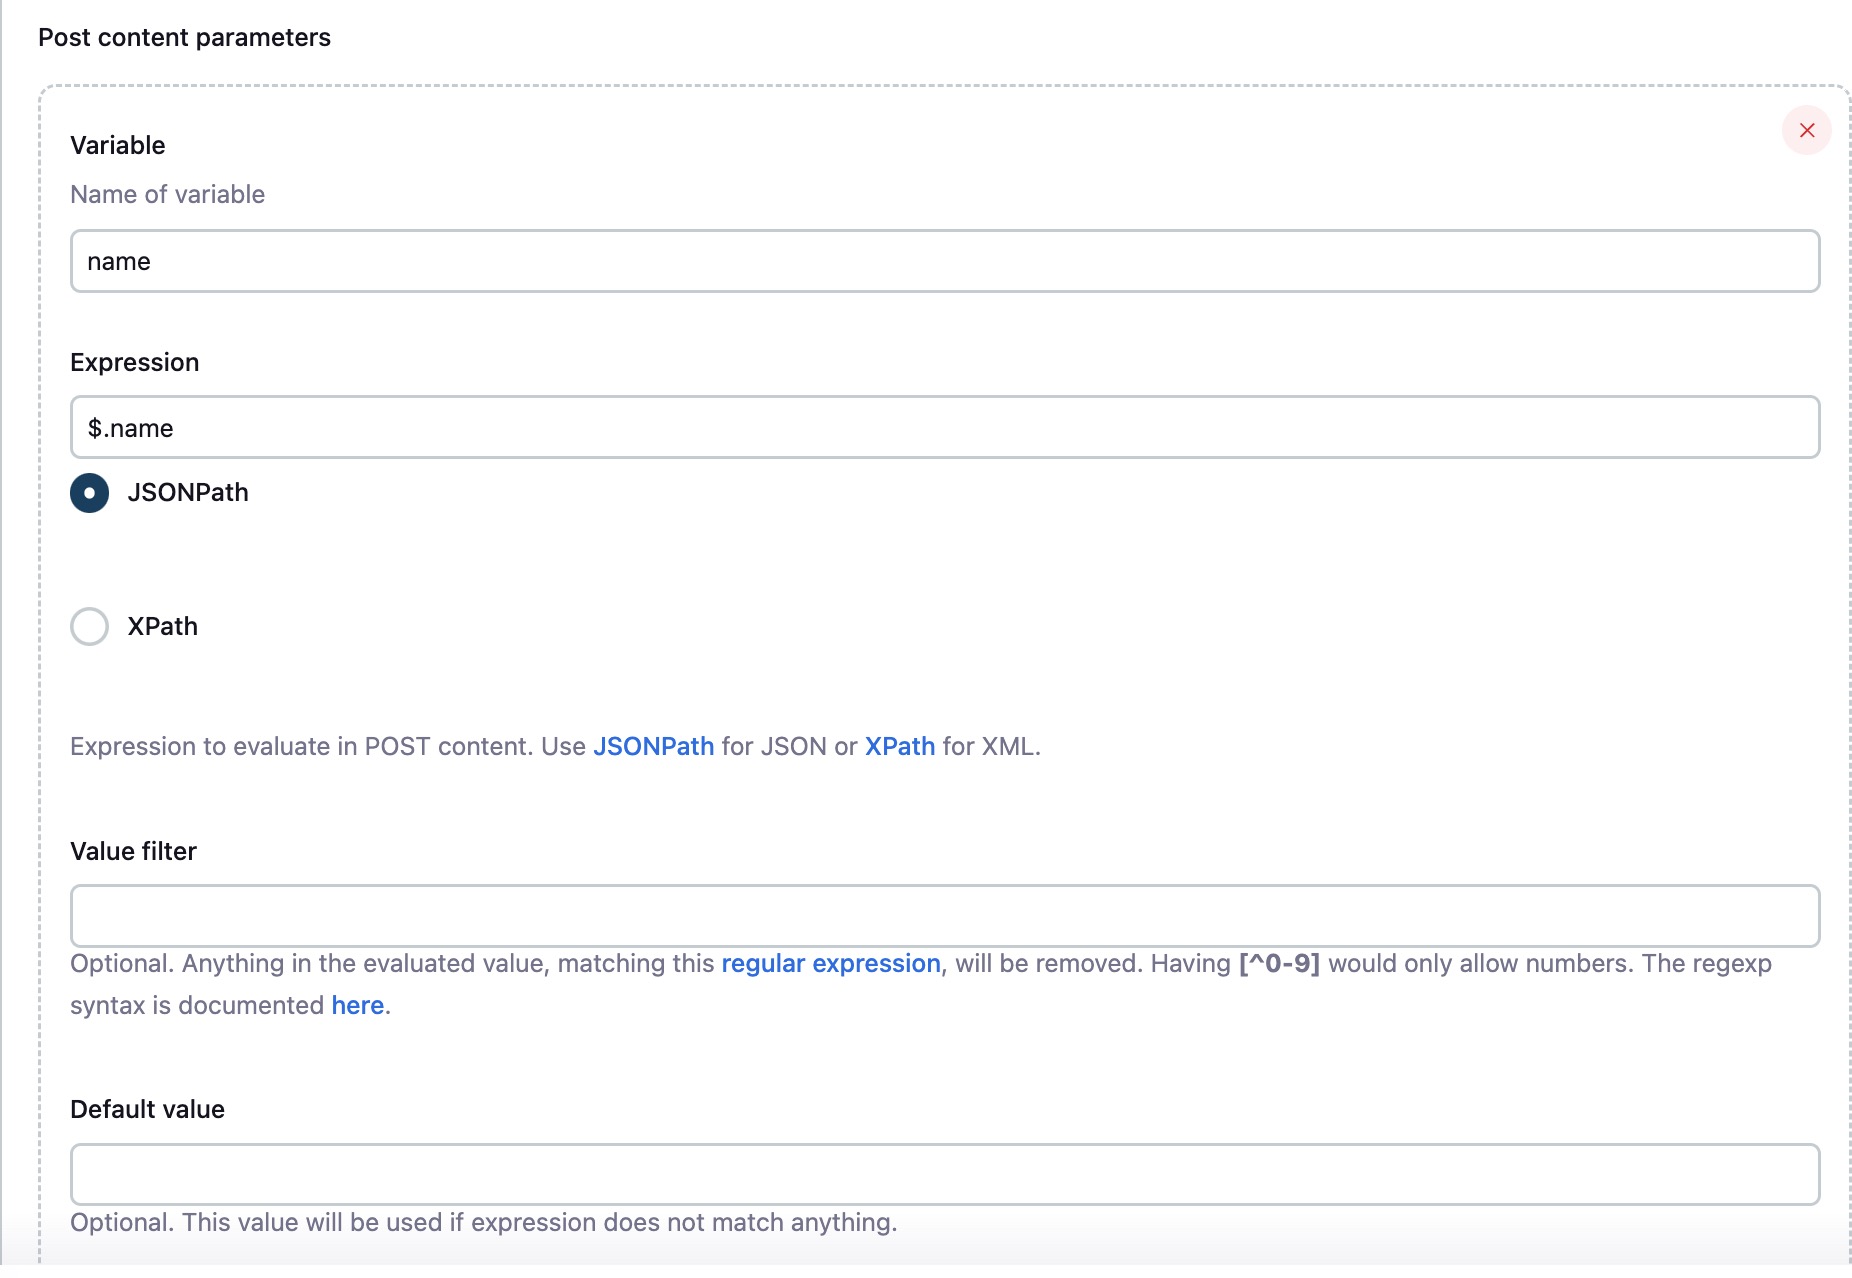 Post content parameters
Variable
Name of variable
name
Expression
$.name
JSONPath
XPath
Expression to evaluate in POST content. Use JSONPath for JSON or XPath for XML.
Value filter
Optional. Anything in the evaluated value, matching this regular expression, will be removed. Having [^0-9] would only allow numbers. The regexp
syntax is documented here.
Default value
Optional. This value will be used if expression does not match anything.